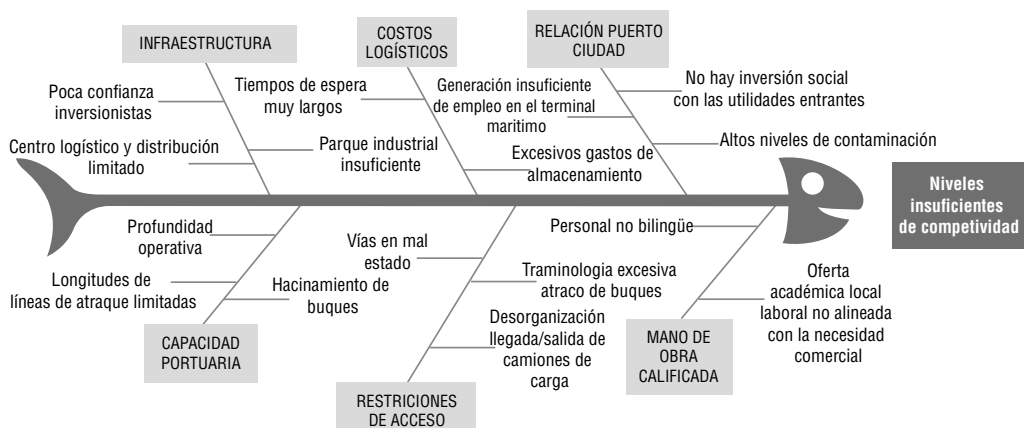 INFRAESTRUCTURA
COSTOS
LOGÍSTICOS
RELACIÓN PUERTO
CIUDAD
Poca confianza
inversionistas
Centro logístico y distribución
limitado
Tiempos de espera
muy largos
Parque industrial
insuficiente
Generación insuficiente
de empleo en el terminal
maritimo
Excesivos gastos de
almacenamiento
No hay inversión social
con las utilidades entrantes
Altos niveles de contaminación
Niveles
insuficientes
de competividad
Profundidad
operativa
Longitudes de
líneas de atraque limitadas
Hacinamiento de
buques
CAPACIDAD
PORTUARIA
Vías en mal
estado
Traminologia excesiva
atraco de buques
Desorganización
llegada/salida de
camiones de
carga
RESTRICIONES
DE ACCESO
Personal no bilingüe
Oferta
académica local
laboral no alineada
con la necesidad
comercial
MANO DE
OBRA
CALIFICADA